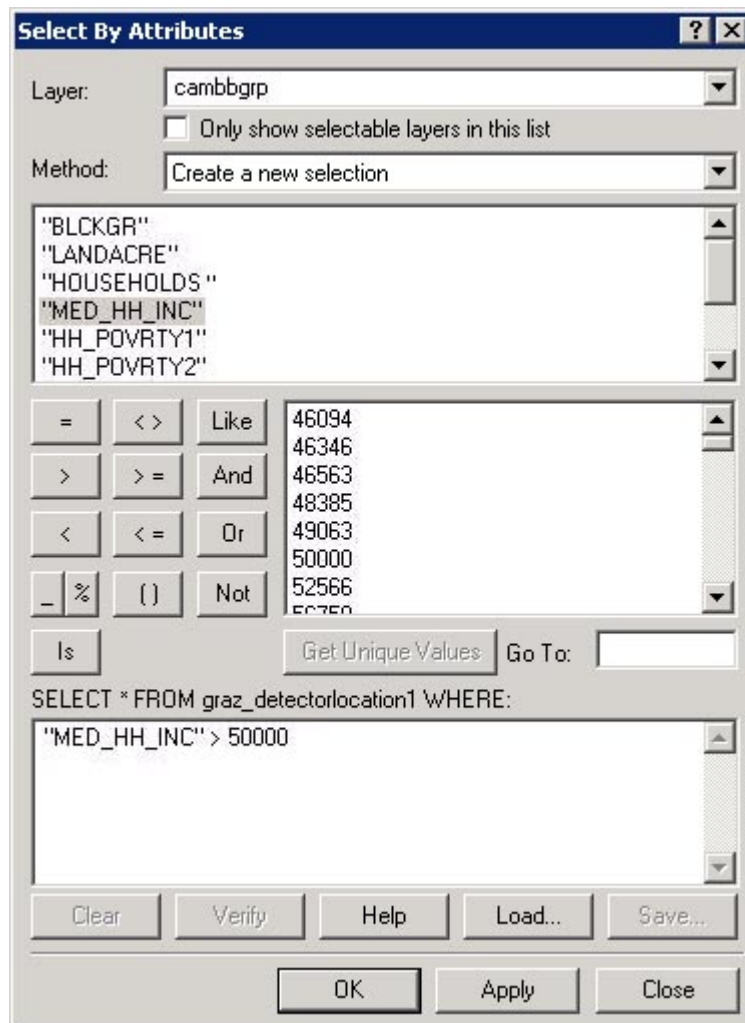 Select By Attributes ? X
Layer: cambbgrp
Only show selectable layers in this list
Method: Create a new selection
"BLCKGR"
"LANDACRE"
"HOUSEHOLDS "
"MED_HH_INC"
"HH_POVRTY1"
"HH_POVRTY2"
= < > Like
> > = And
< < = Or
_ % ( ) Not
Is
46094
46346
46563
48385
49063
50000
52566
Get Unique Values Go To:
SELECT * FROM graz_detectorlocation1 WHERE:
"MED_HH_INC" > 50000
Clear Verify Help Load... Save...
OK Apply Close